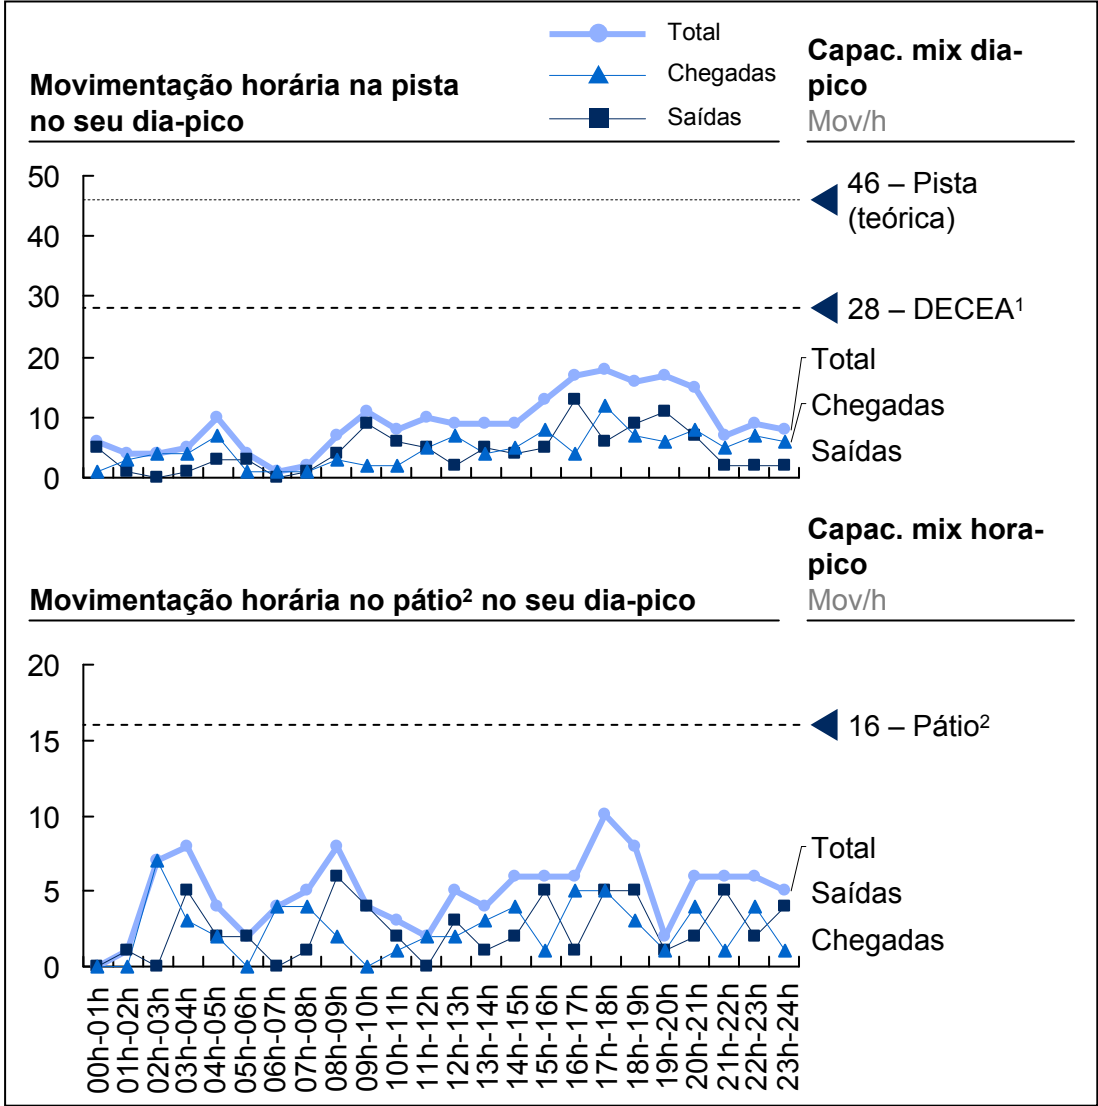 Total
Chegadas
Saídas
Movimentação horária na pista
no seu dia-pico
Capac. mix dia-
pico
Mov/h
50
40
30
20
10
0
46 – Pista
(teórica)
28 – DECEA¹
Total
Chegadas
Saídas
Movimentação horária no pátio² no seu dia-pico
Capac. mix hora-
pico
Mov/h
20
15
10
5
0
16 – Pátio²
Total
Saídas
Chegadas
00h-01h
01h-02h
02h-03h
03h-04h
04h-05h
05h-06h
06h-07h
07h-08h
08h-09h
09h-10h
10h-11h
11h-12h
12h-13h
13h-14h
14h-15h
15h-16h
16h-17h
17h-18h
18h-19h
19h-20h
20h-21h
21h-22h
22h-23h
23h-24h